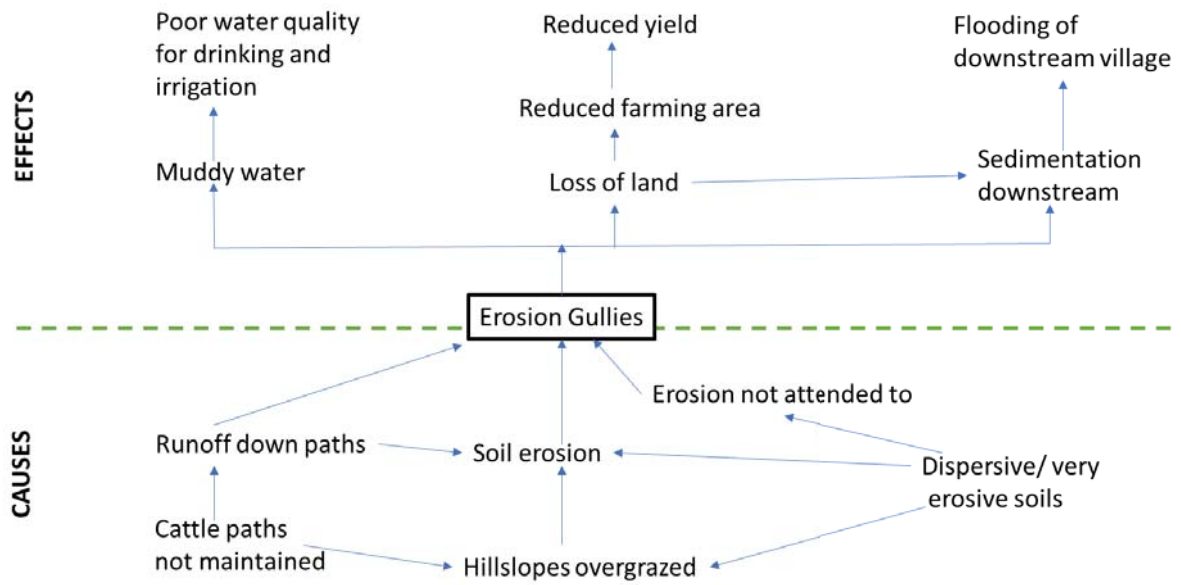 Poor water quality
for drinking and
irrigation
Reduced yield
Flooding of
downstream village
EFFECTS
Reduced farming area
Muddy water
Loss of land
Sedimentation
downstream
Erosion Gullies
CAUSES
Erosion not attended to
Runoff down paths
Soil erosion
Dispersive/ very
erosive soils
Cattle paths
not maintained
Hillslopes overgrazed